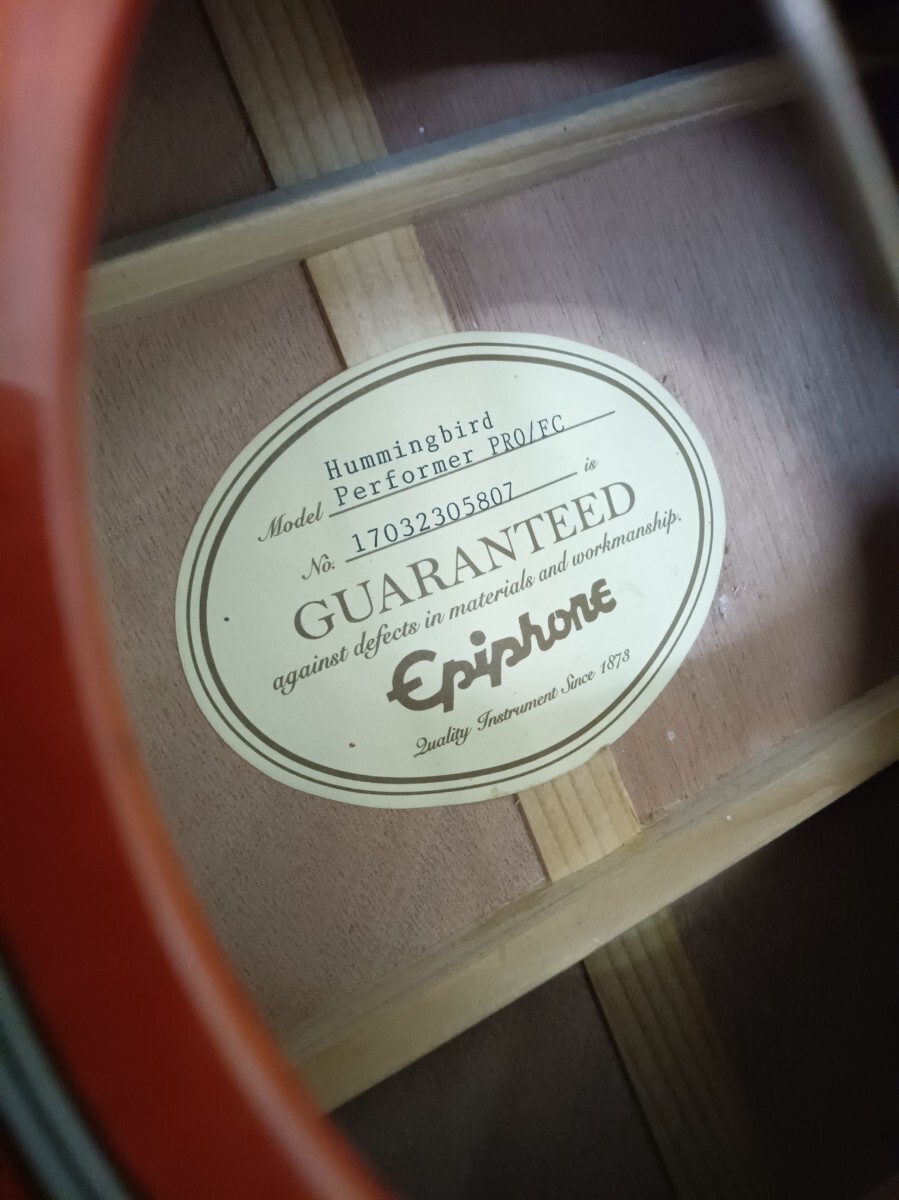 Hummingbird
Model Performer PRO/FC
No. 17032305807 is
GUARANTEED
against defects in materials and workmanship.
Epiphone
Quality Instrument Since 1873